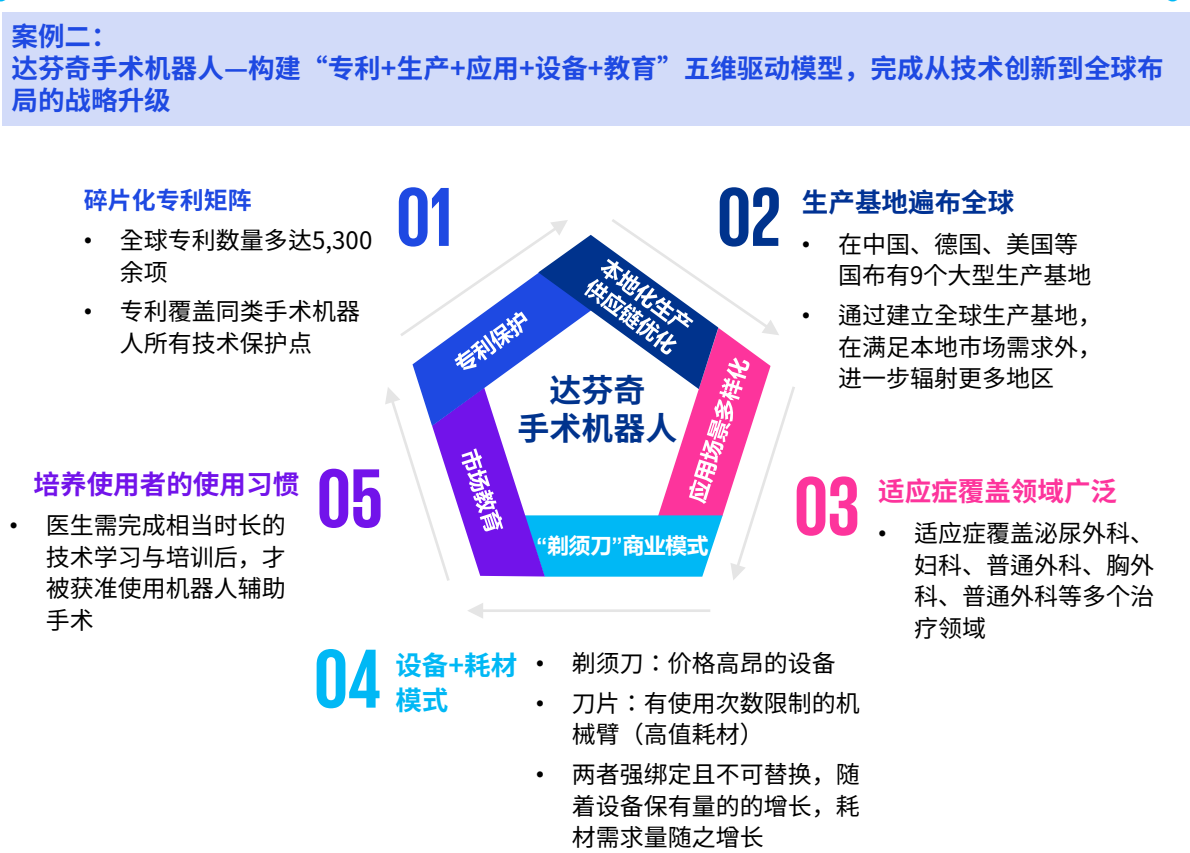 案例二：
达芬奇手术机器人—构建“专利+生产+应用+设备+教育”五维驱动模型，完成从技术创新到全球布
局的战略升级
碎片化专利矩阵
• 全球专利数量多达5,300
余项
• 专利覆盖同类手术机器
人所有技术保护点
01
02
生产基地遍布全球
• 在中国、德国、美国等
国布有9个大型生产基地
• 通过建立全球生产基地，
在满足本地市场需求外，
进一步辐射更多地区
专利保护
本地化生产
供应链优化
应用场景多样化
“剃须刀”商业模式
市场教育
达芬奇
手术机器人
培养使用者的使用习惯
• 医生需完成相当时长的
技术学习与培训后，才
被获准使用机器人辅助
手术
05
03
适应症覆盖领域广泛
• 适应症覆盖泌尿外科、
妇科、普通外科、胸外
科、普通外科等多个治
疗领域
04
设备+耗材
模式
• 剃须刀：价格高昂的设备
• 刀片：有使用次数限制的机
械臂（高值耗材）
• 两者强绑定且不可替换，随
着设备保有量的的增长，耗
材需求量随之增长